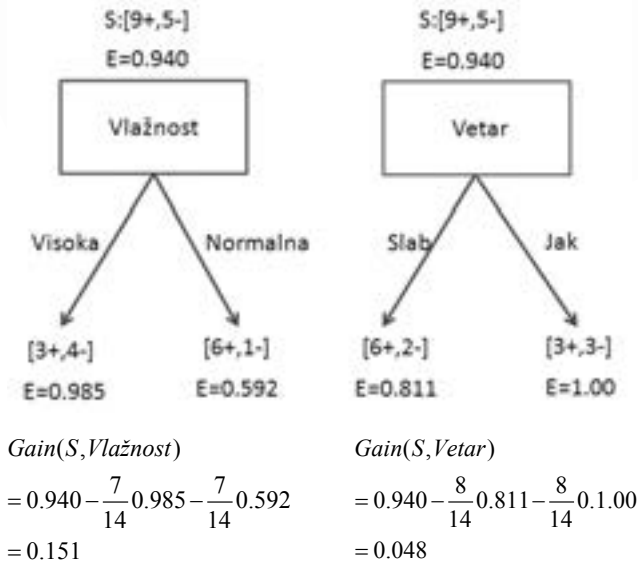 S:[9+,5-]
E=0.940
Vlažnost
Visoka
Normalna
[3+,4-]
E=0.985
[6+,1-]
E=0.592
S:[9+,5-]
E=0.940
Vetar
Slab
Jak
[6+,2-]
E=0.811
[3+,3-]
E=1.00
Gain(S,Vlažnost)
= 0.940 − 7/14 0.985 − 7/14 0.592
= 0.151
Gain(S,Vetar)
= 0.940 − 8/14 0.811 − 8/14 0.1.00
= 0.048